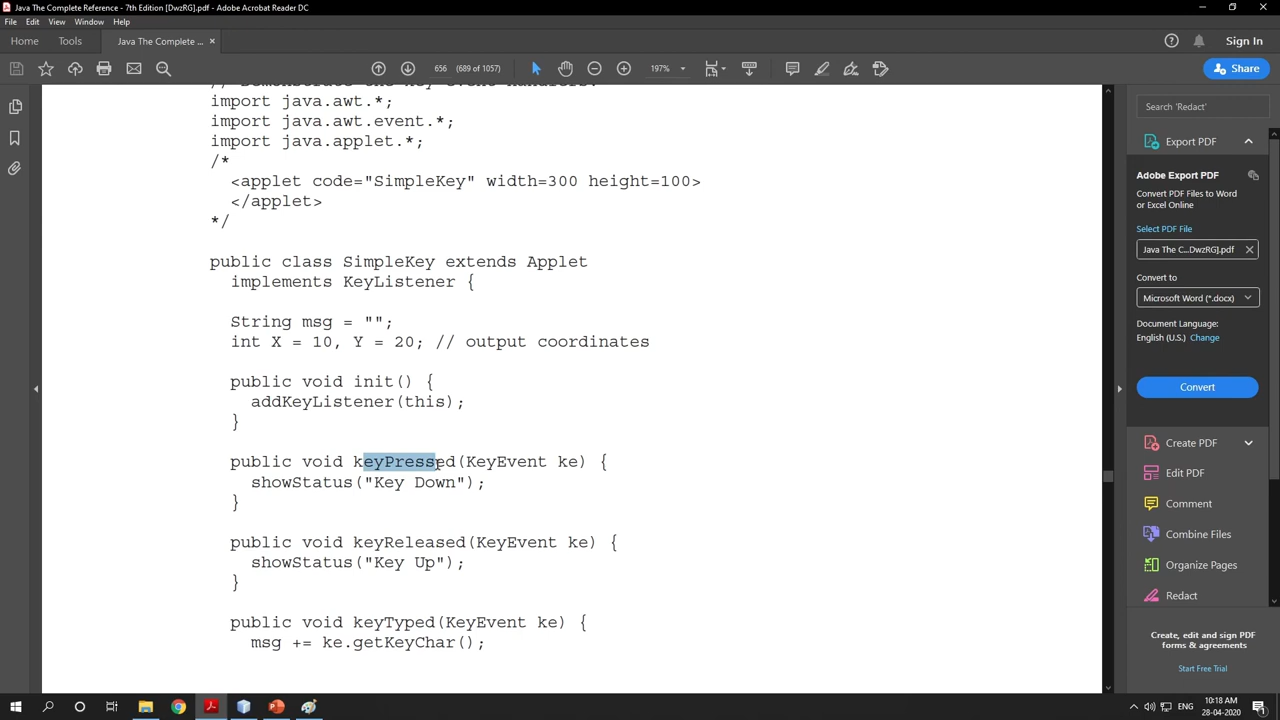 Java The Complete Reference - 7th Edition [DwzRG].pdf - Adobe Acrobat Reader DC
File Edit View Window Help
Home Tools Java The Complete ... × Sign In
656 (689 of 1057) 197% Share
import java.awt.*;
import java.awt.event.*;
import java.applet.*;
/*
<applet code="SimpleKey" width=300 height=100>
</applet>
*/
public class SimpleKey extends Applet
implements KeyListener {
String msg = "";
int X = 10, Y = 20; // output coordinates
public void init() {
addKeyListener(this);
}
public void keyPressed(KeyEvent ke) {
showStatus("Key Down");
}
public void keyReleased(KeyEvent ke) {
showStatus("Key Up");
}
public void keyTyped(KeyEvent ke) {
msg += ke.getKeyChar();
Search 'Redact'
Export PDF
Adobe Export PDF
Convert PDF Files to Word
or Excel Online
Select PDF File
Java The C...DwzRG].pdf
Convert to
Microsoft Word (*.docx)
Document Language:
English (U.S.) Change
Convert
Create PDF
Edit PDF
Comment
Combine Files
Organize Pages
Redact
Create, edit and sign PDF
forms & agreements
Start Free Trial
ENG
10:18 AM
28-04-2020